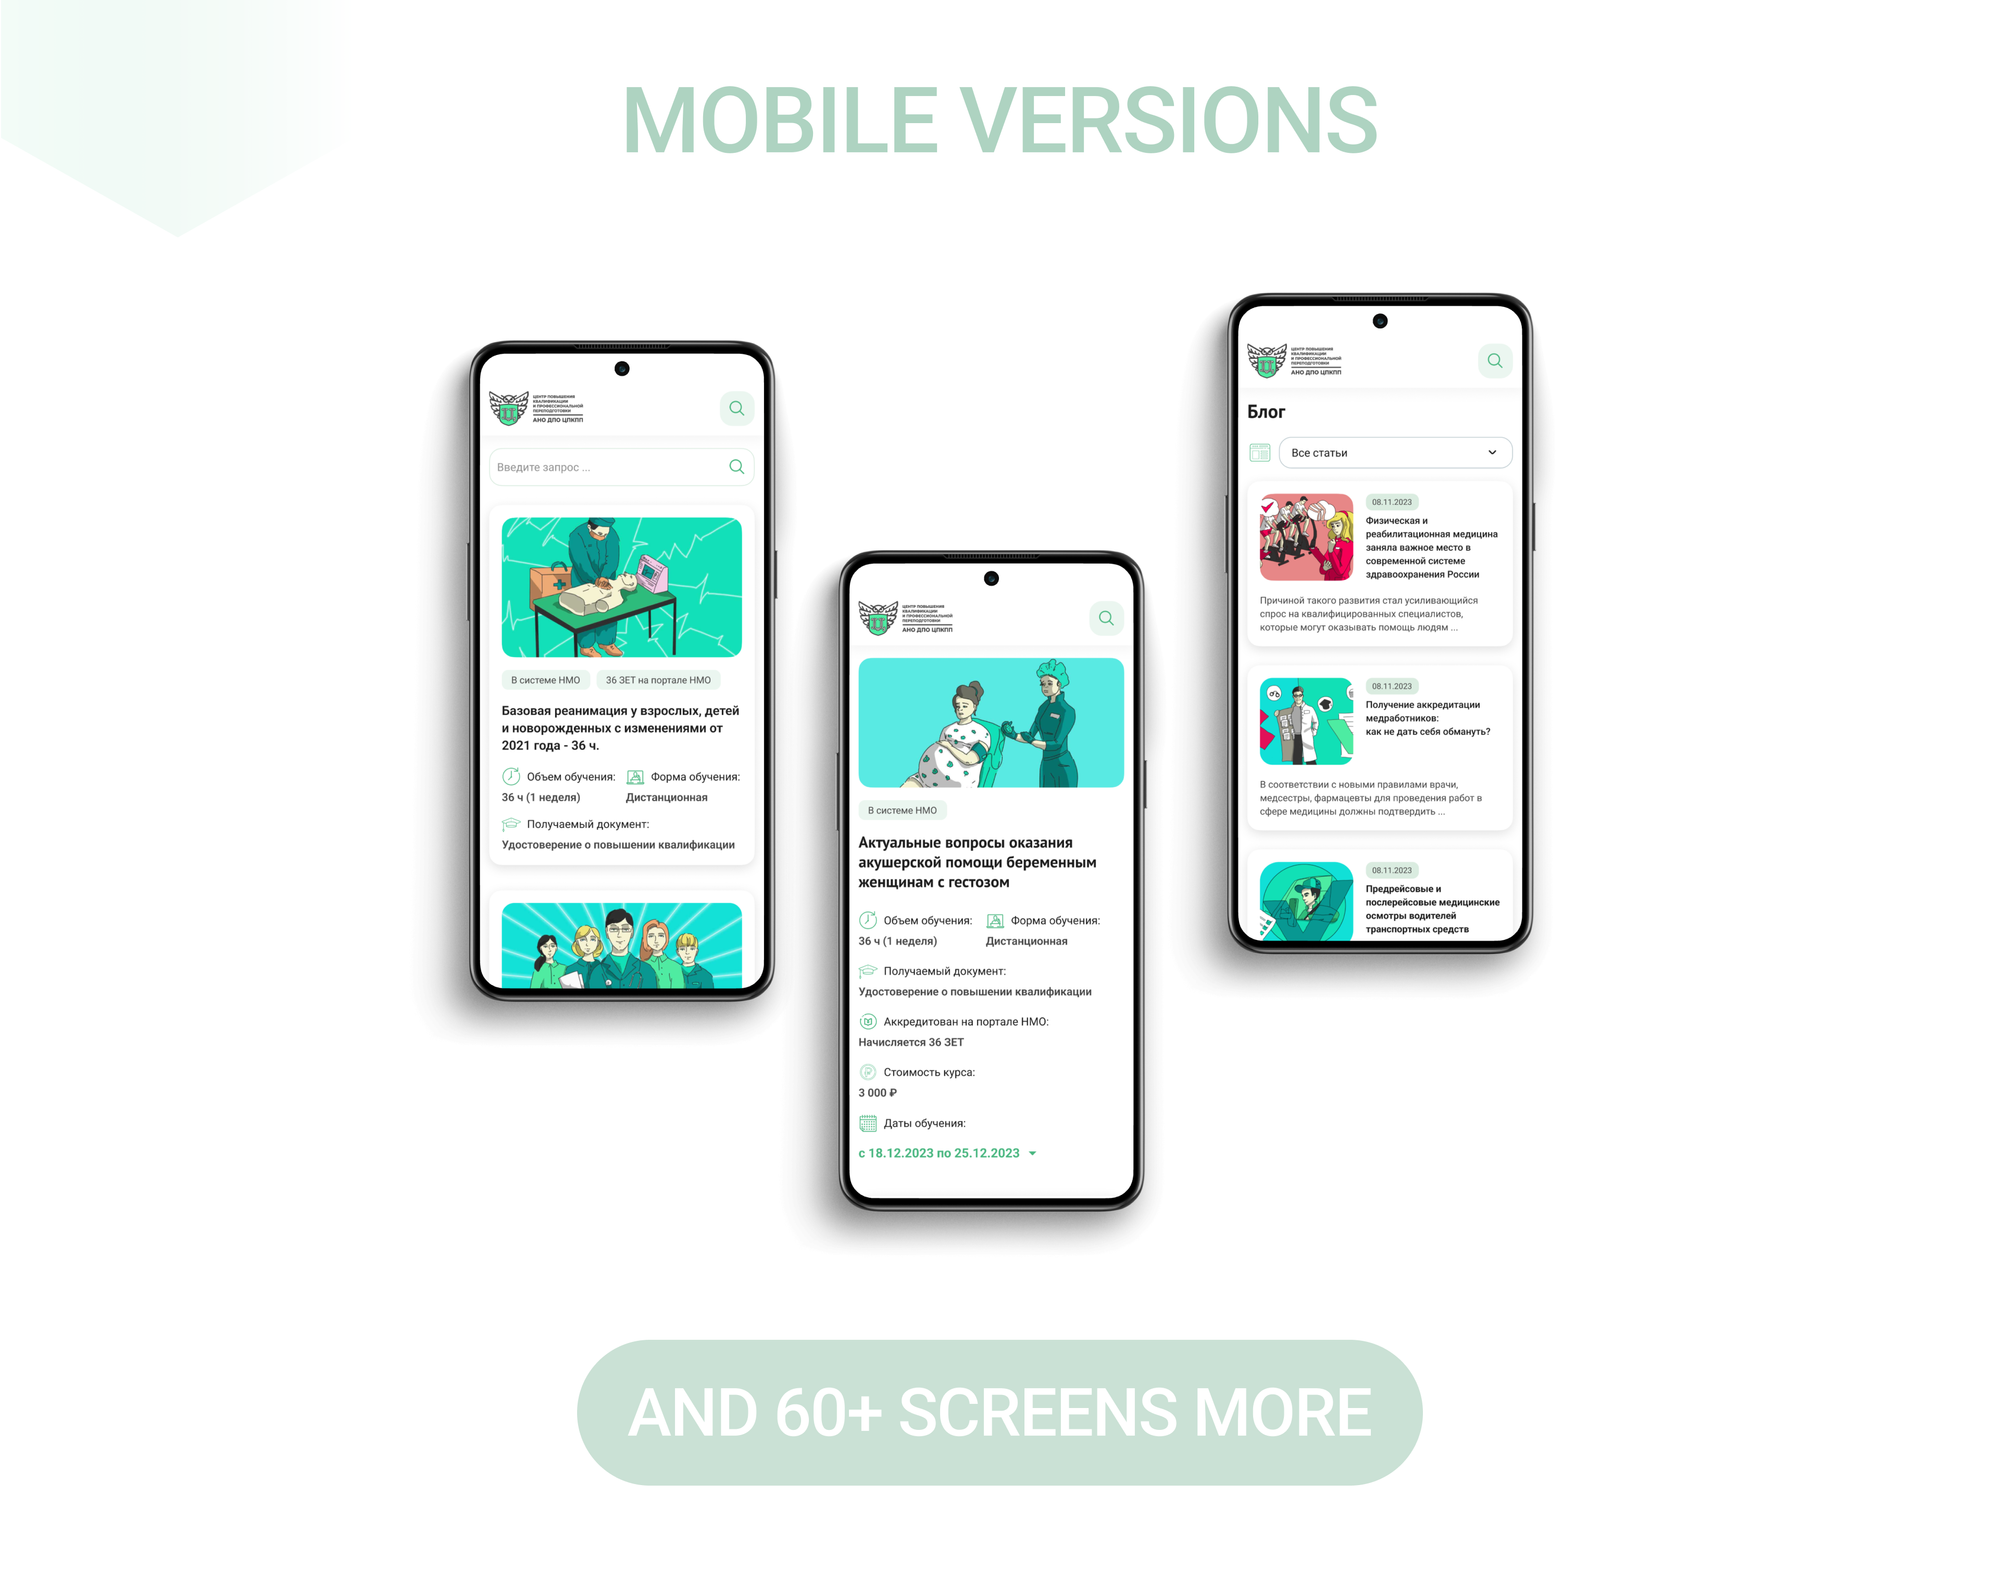 MOBILE VERSIONS
ЦЕНТР ПОВЫШЕНИЯ
КВАЛИФИКАЦИИ
И ПРОФЕССИОНАЛЬНОЙ
ПЕРЕПОДГОТОВКИ
АНО ДПО ЦПКПП
Введите запрос ...
В системе НМО
36 ЗЕТ на портале НМО
Базовая реанимация у взрослых, детей
и новорожденных с изменениями от
2021 года - 36 ч.
Объем обучения:
36 ч (1 неделя)
Форма обучения:
Дистанционная
Получаемый документ:
Удостоверение о повышении квалификации
ЦЕНТР ПОВЫШЕНИЯ
КВАЛИФИКАЦИИ
И ПРОФЕССИОНАЛЬНОЙ
ПЕРЕПОДГОТОВКИ
АНО ДПО ЦПКПП
В системе НМО
Актуальные вопросы оказания
акушерской помощи беременным
женщинам с гестозом
Объем обучения:
36 ч (1 неделя)
Форма обучения:
Дистанционная
Получаемый документ:
Удостоверение о повышении квалификации
Аккредитован на портале НМО:
Начисляется 36 ЗЕТ
Стоимость курса:
3 000 ₽
Даты обучения:
с 18.12.2023 по 25.12.2023
ЦЕНТР ПОВЫШЕНИЯ
КВАЛИФИКАЦИИ
И ПРОФЕССИОНАЛЬНОЙ
ПЕРЕПОДГОТОВКИ
АНО ДПО ЦПКПП
Блог
Все статьи
08.11.2023
Физическая и
реабилитационная медицина
заняла важное место в
современной системе
здравоохранения России
Причиной такого развития стал усиливающийся
спрос на квалифицированных специалистов,
которые могут оказывать помощь людям ...
08.11.2023
Получение аккредитации
медработников:
как не дать себя обмануть?
В соответствии с новыми правилами врачи,
медсестры, фармацевты для проведения работ в
сфере медицины должны подтвердить ...
08.11.2023
Предрейсовые и
послерейсовые медицинские
осмотры водителей
транспортных средств
AND 60+ SCREENS MORE